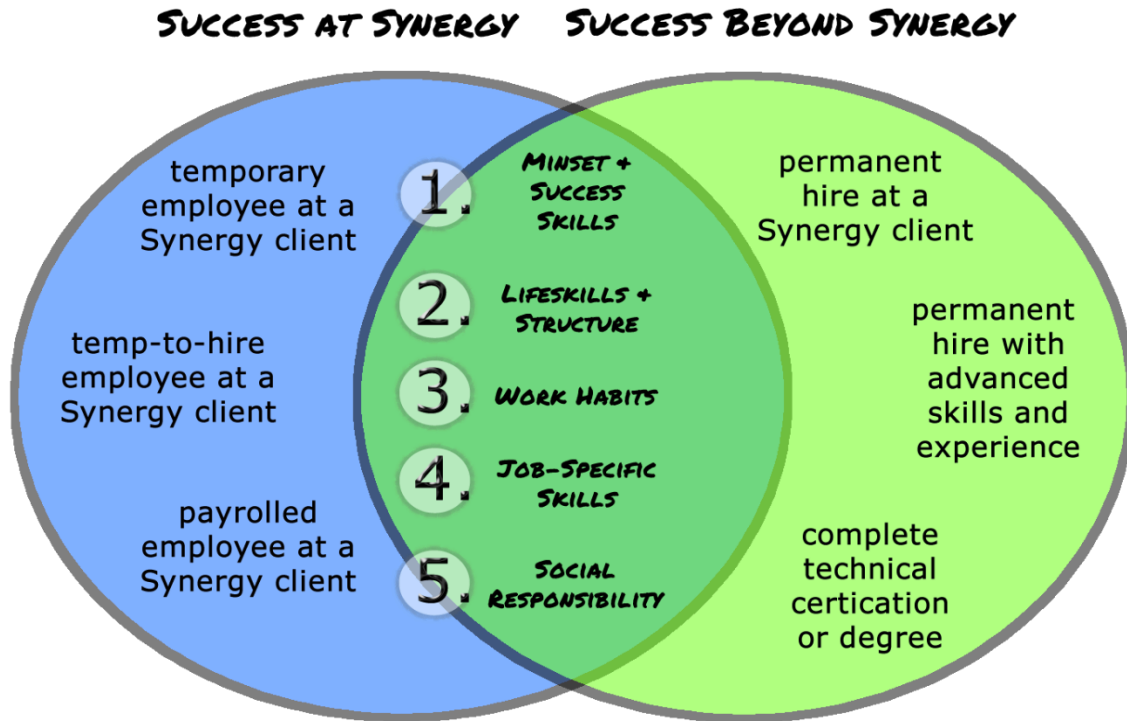 Success at Synergy
Success Beyond Synergy
temporary
employee at a
Synergy client
temp-to-hire
employee at a
Synergy client
payrolled
employee at a
Synergy client
1.
Minset +
Success
Skills
2.
Lifeskills +
Structure
3.
Work Habits
4.
Job-Specific
Skills
5.
Social
Responsibility
permanent
hire at a
Synergy client
permanent
hire with
advanced
skills and
experience
complete
technical
certication
or degree